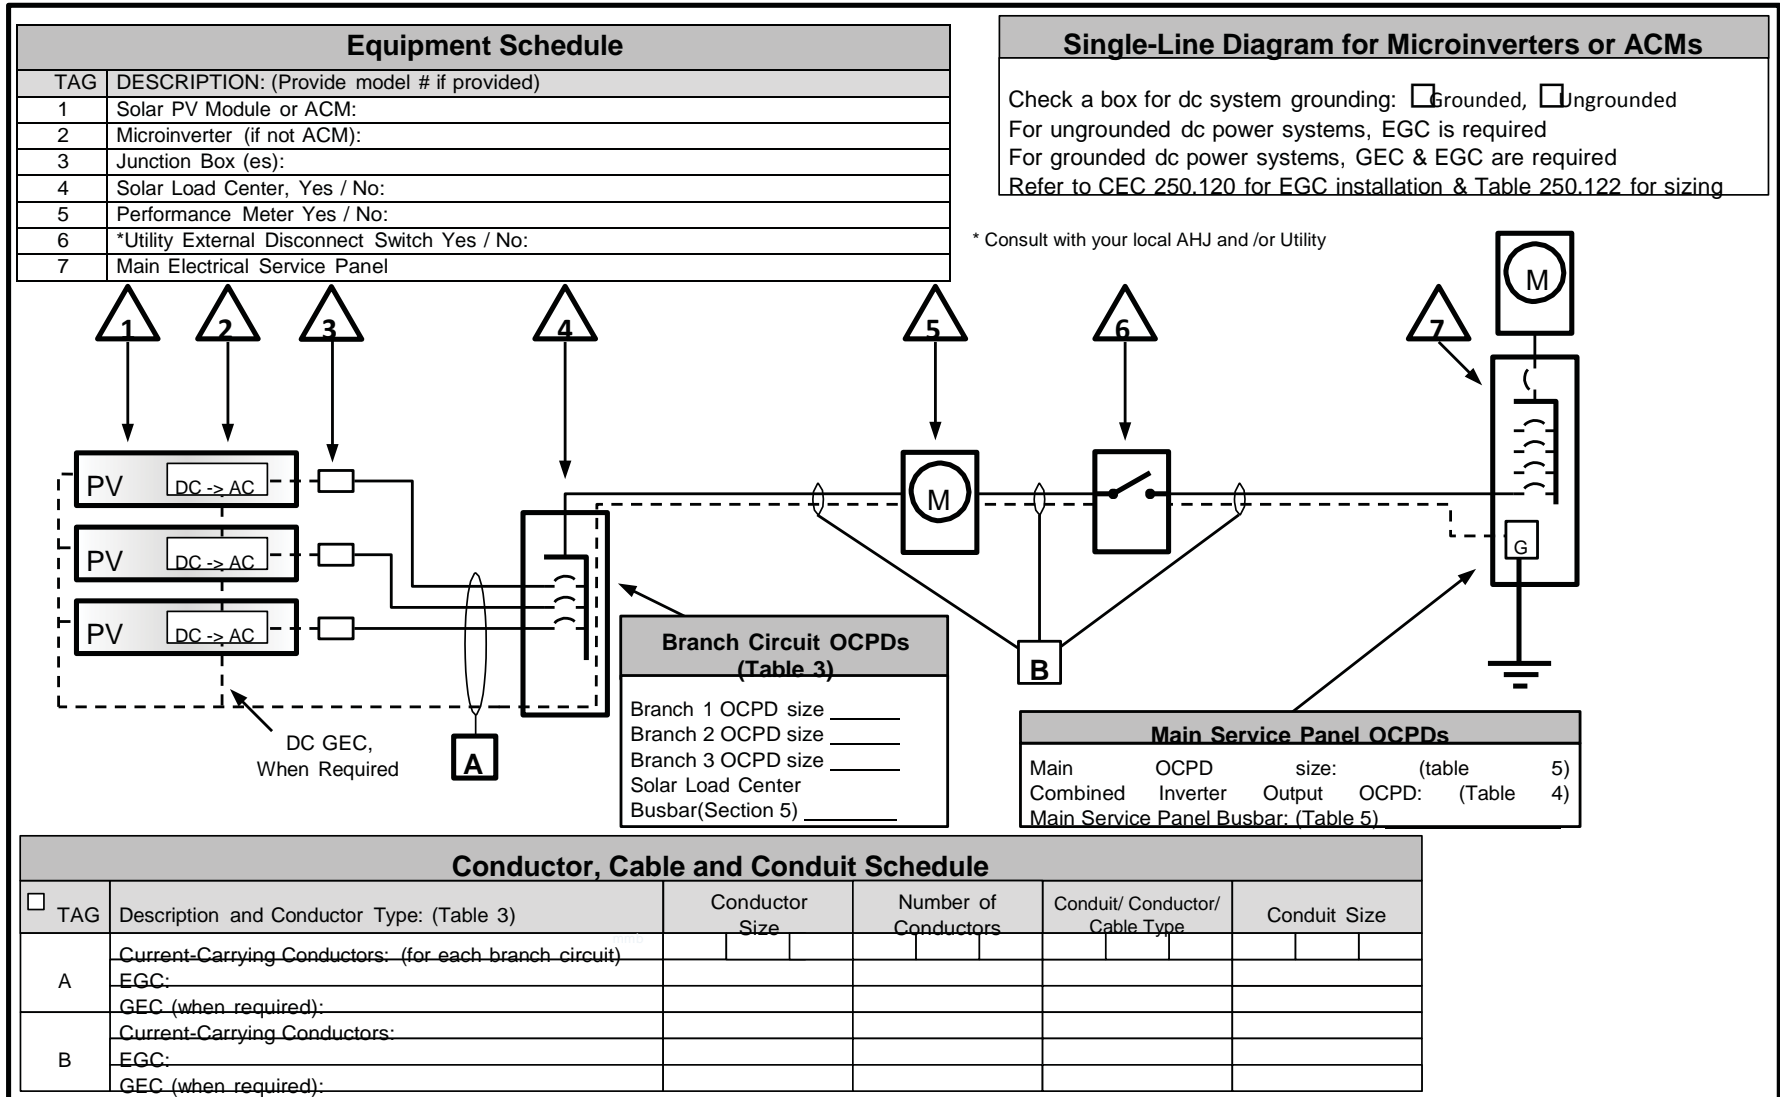 Equipment Schedule
TAG DESCRIPTION: (Provide model # if provided)
1 Solar PV Module or ACM:
2 Microinverter (if not ACM):
3 Junction Box (es):
4 Solar Load Center, Yes / No:
5 Performance Meter Yes / No:
6 *Utility External Disconnect Switch Yes / No:
7 Main Electrical Service Panel
Single-Line Diagram for Microinverters or ACMs
Check a box for dc system grounding: Grounded, Ungrounded
For ungrounded dc power systems, EGC is required
For grounded dc power systems, GEC & EGC are required
Refer to CEC 250.120 for EGC installation & Table 250.122 for sizing
* Consult with your local AHJ and /or Utility
1 2 3 4 5 6 7
M
PV DC -> AC
M
PV DC -> AC
G
PV DC -> AC
DC GEC,
When Required
A
B
Branch Circuit OCPDs
(Table 3)
Branch 1 OCPD size
Branch 2 OCPD size
Branch 3 OCPD size
Solar Load Center
Busbar(Section 5)
Main Service Panel OCPDs
Main OCPD size: (table 5)
Combined Inverter Output OCPD: (Table 4)
Main Service Panel Busbar: (Table 5)
Conductor, Cable and Conduit Schedule
TAG Description and Conductor Type: (Table 3) Conductor Size Number of Conductors Conduit/ Conductor/ Cable Type Conduit Size
A
Current-Carrying Conductors: (for each branch circuit)
EGC:
GEC (when required):
B
Current-Carrying Conductors:
EGC:
GEC (when required):